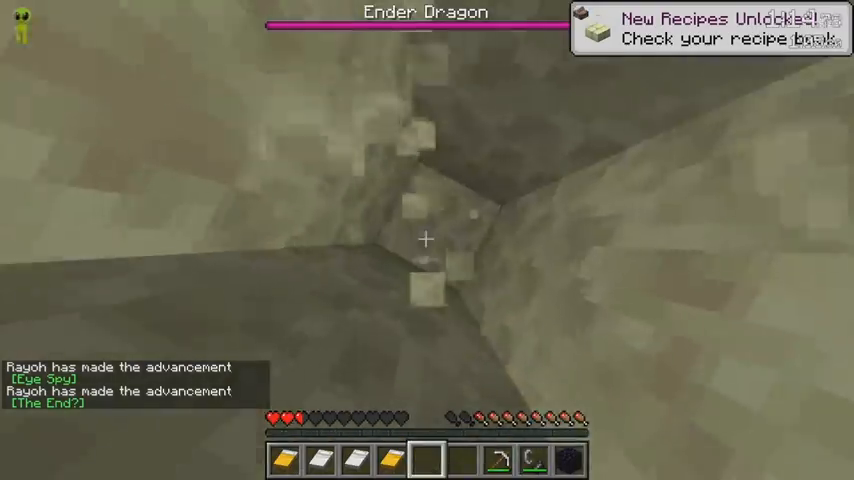 Ender Dragon
New Recipes Unlocked!
Check your recipe book
Rayoh has made the advancement
[Eye Spy]
Rayoh has made the advancement
[The End?]